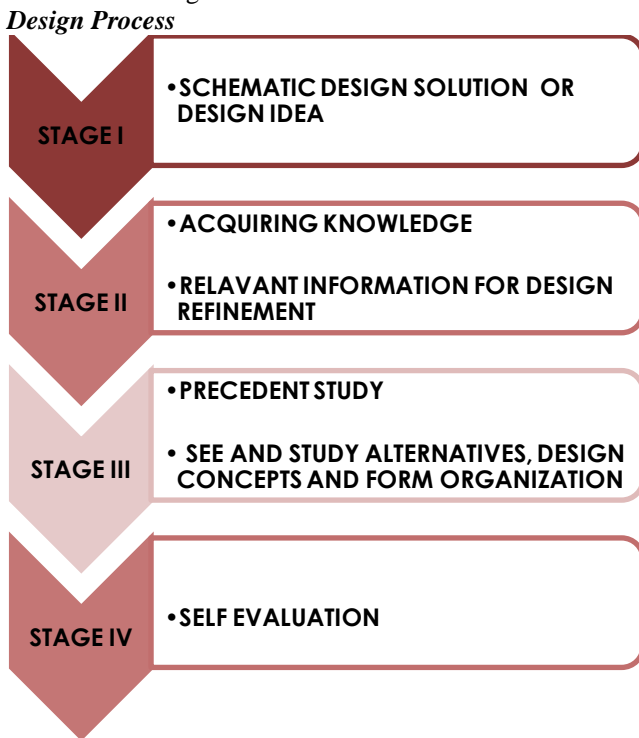 Design Process
STAGE I
•SCHEMATIC DESIGN SOLUTION OR
DESIGN IDEA
STAGE II
•ACQUIRING KNOWLEDGE
•RELAVANT INFORMATION FOR DESIGN
REFINEMENT
STAGE III
•PRECEDENT STUDY
• SEE AND STUDY ALTERNATIVES, DESIGN
CONCEPTS AND FORM ORGANIZATION
STAGE IV
•SELF EVALUATION